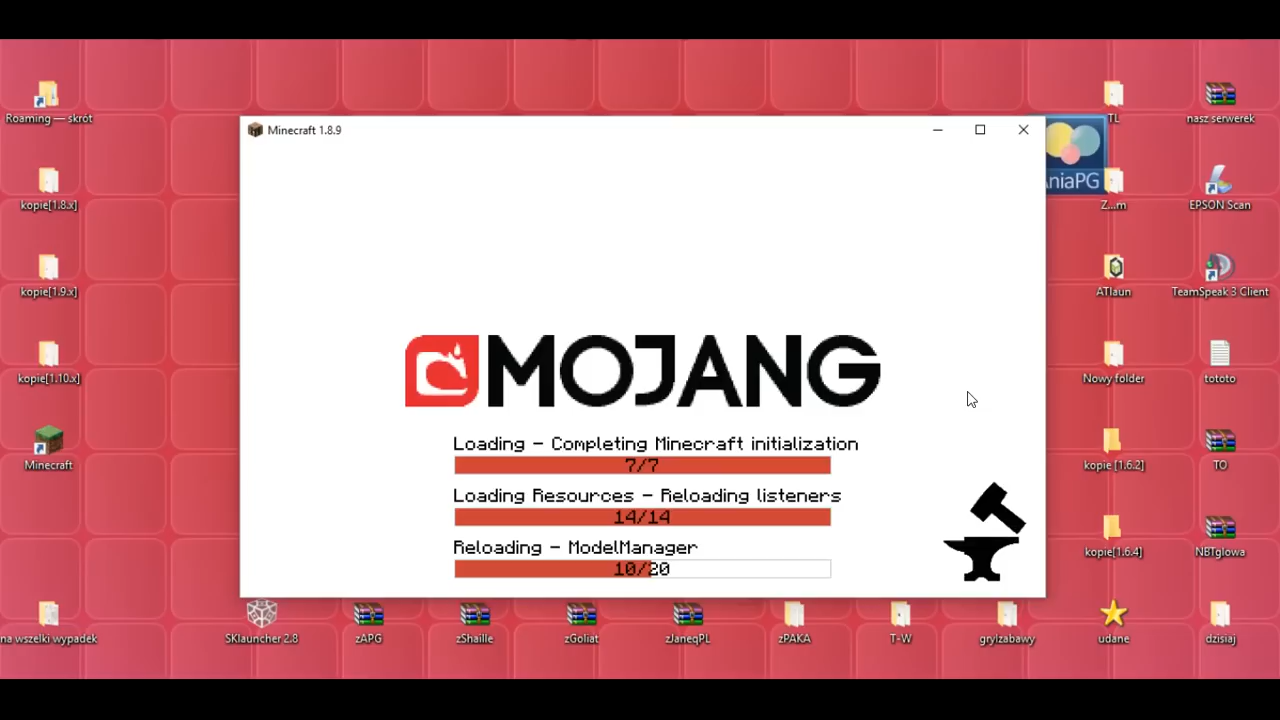 Minecraft 1.8.9
MOJANG
Loading - Completing Minecraft initialization
7/7
Loading Resources - Reloading listeners
14/14
Reloading - ModelManager
10/20
Roaming — skrót
kopie[1.8.x]
kopie[1.9.x]
kopie[1.10.x]
Minecraft
na wszelki wypadek
SKlauncher 2.8
zAPG
zShaille
zGoliat
zJaneqPL
zPAKA
T-W
gryIzabawy
udane
dzisiaj
TL
nasz serwerek
niaPG
Z...m
EPSON Scan
ATlaun
TeamSpeak 3 Client
Nowy folder
tototo
kopie [1.6.2]
TO
kopie[1.6.4]
NBTglowa